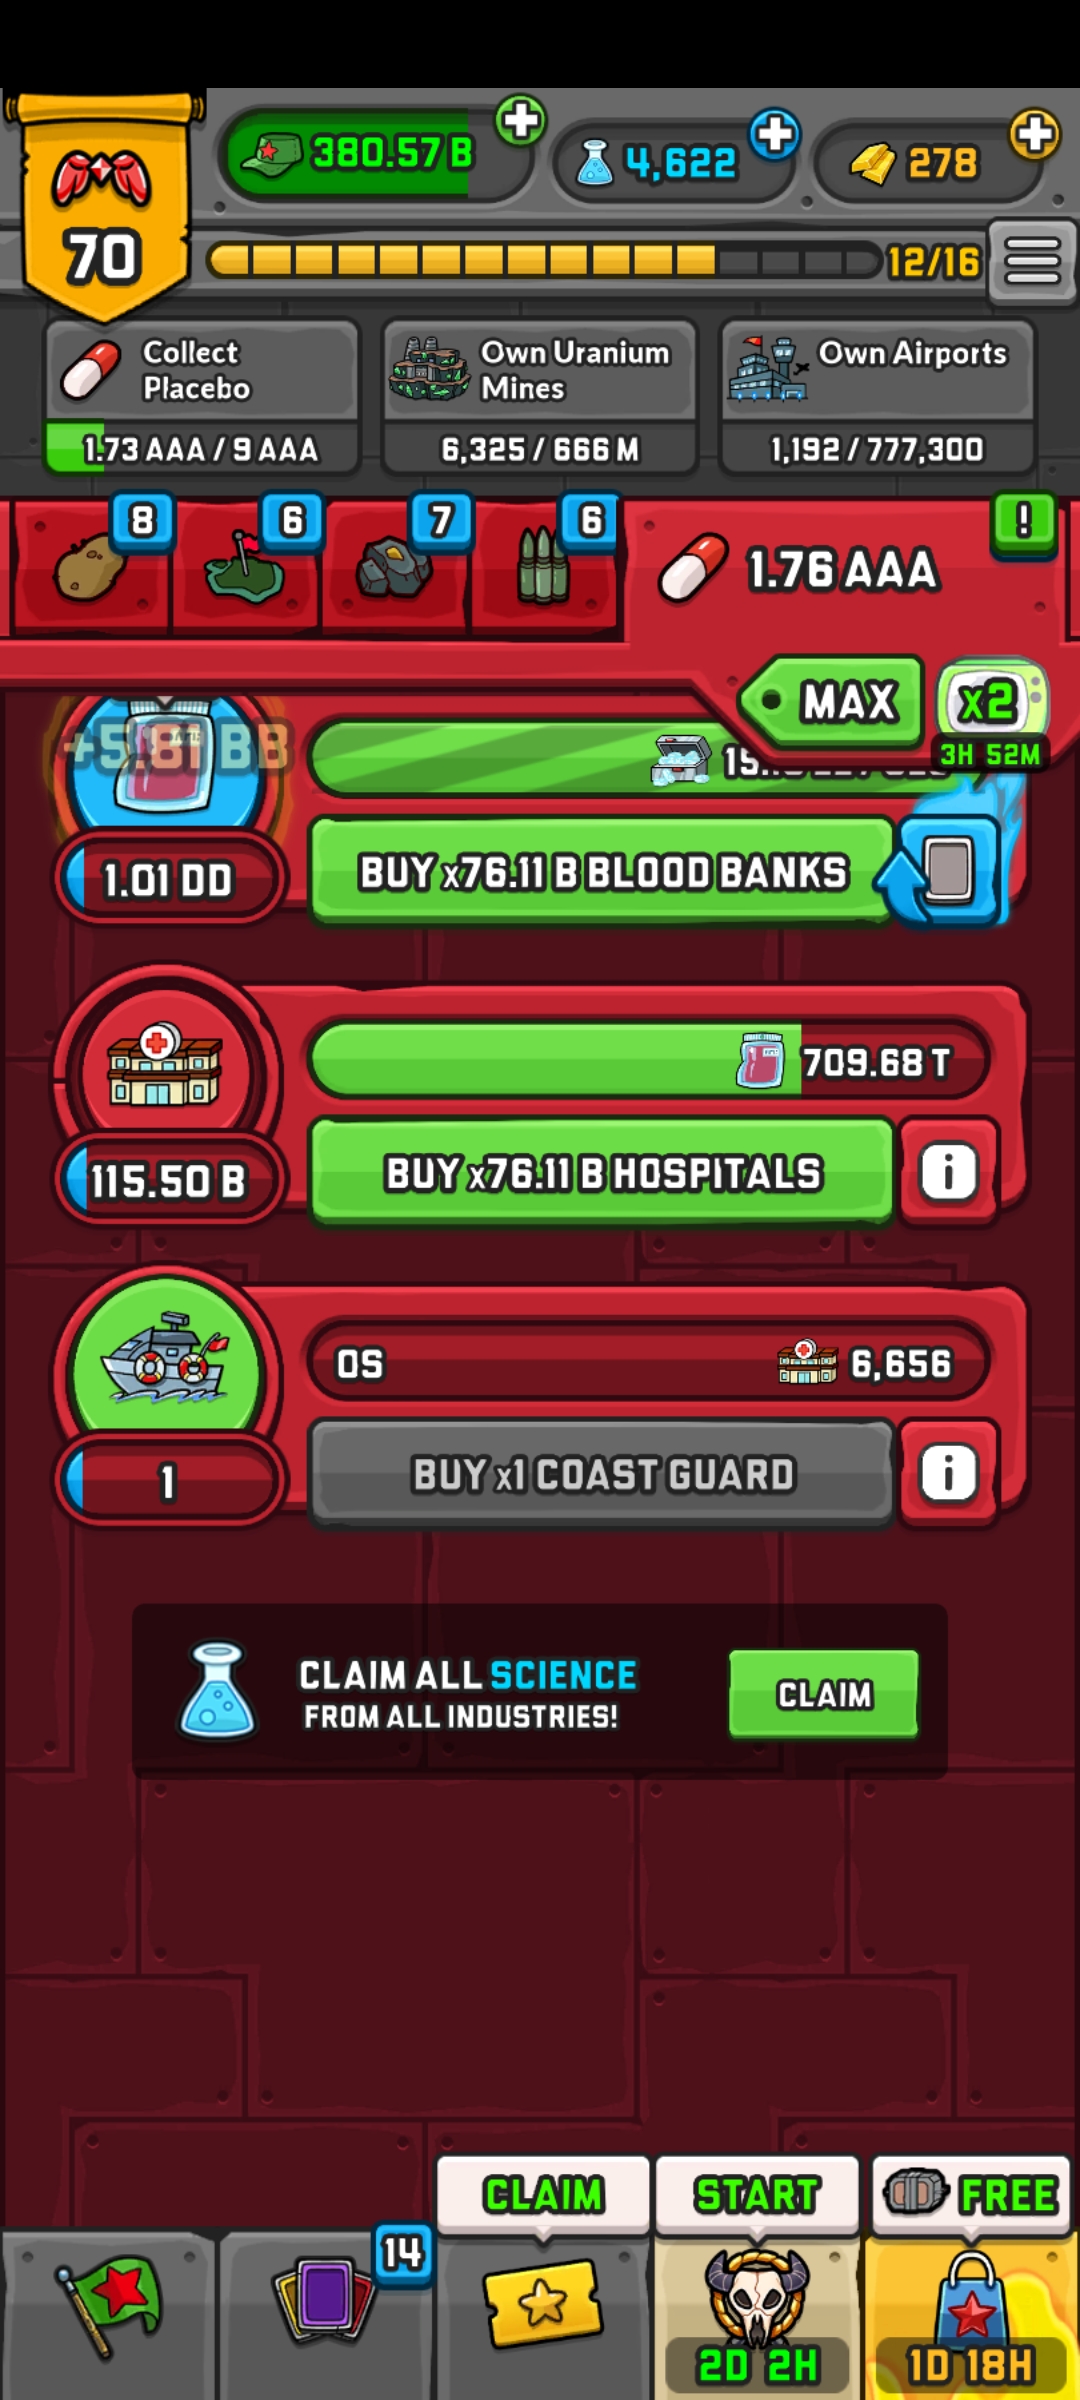 380.57 B
4,622
278
70
12/16
Collect
Placebo
1.73 AAA / 9 AAA
Own Uranium
Mines
6,325 / 666 M
Own Airports
1,192 / 777,300
8
6
7
6
!
1.76 AAA
MAX
x2
3H 52M
+5.81 BB
1.01 DD
BUY x76.11 B BLOOD BANKS
709.68 T
115.50 B
BUY x76.11 B HOSPITALS
i
0S
6,656
1
BUY x1 COAST GUARD
i
CLAIM ALL SCIENCE
FROM ALL INDUSTRIES!
CLAIM
CLAIM
START
FREE
14
2D 2H
1D 18H